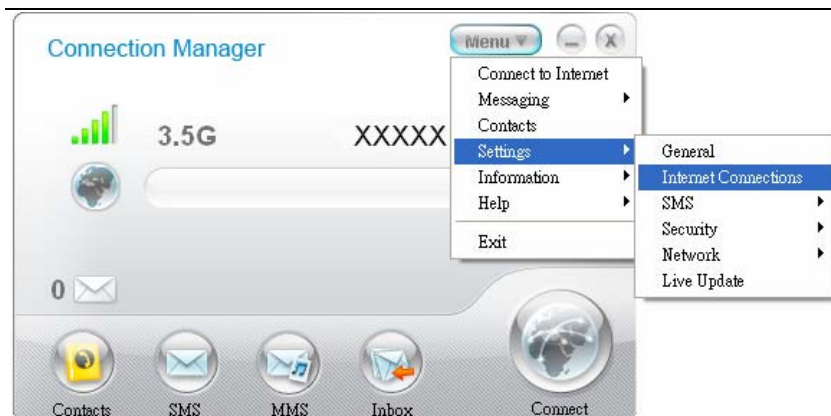 Connection Manager
Menu
3.5G
XXXXX
0
Connect to Internet
Messaging
Contacts
Settings
Information
Help
Exit
General
Internet Connections
SMS
Security
Network
Live Update
Contacts
SMS
MMS
Inbox
Connect